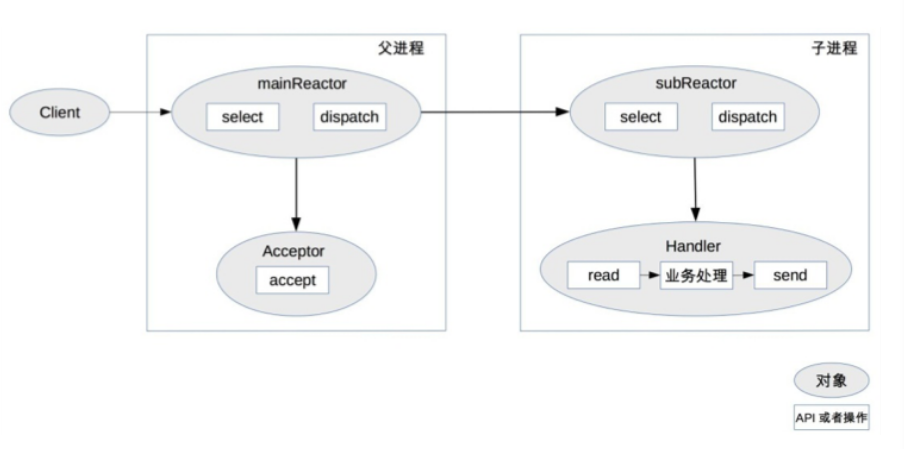 父进程
子进程
Client
mainReactor
select
dispatch
subReactor
select
dispatch
Acceptor
accept
Handler
read
业务处理
send
对象
API 或者操作